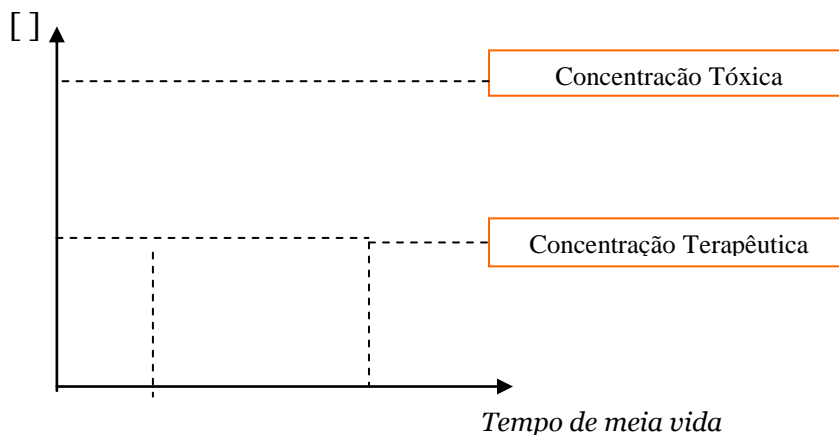 [ ]
Concentracão Tóxica
Concentração Terapêutica
Tempo de meia vida